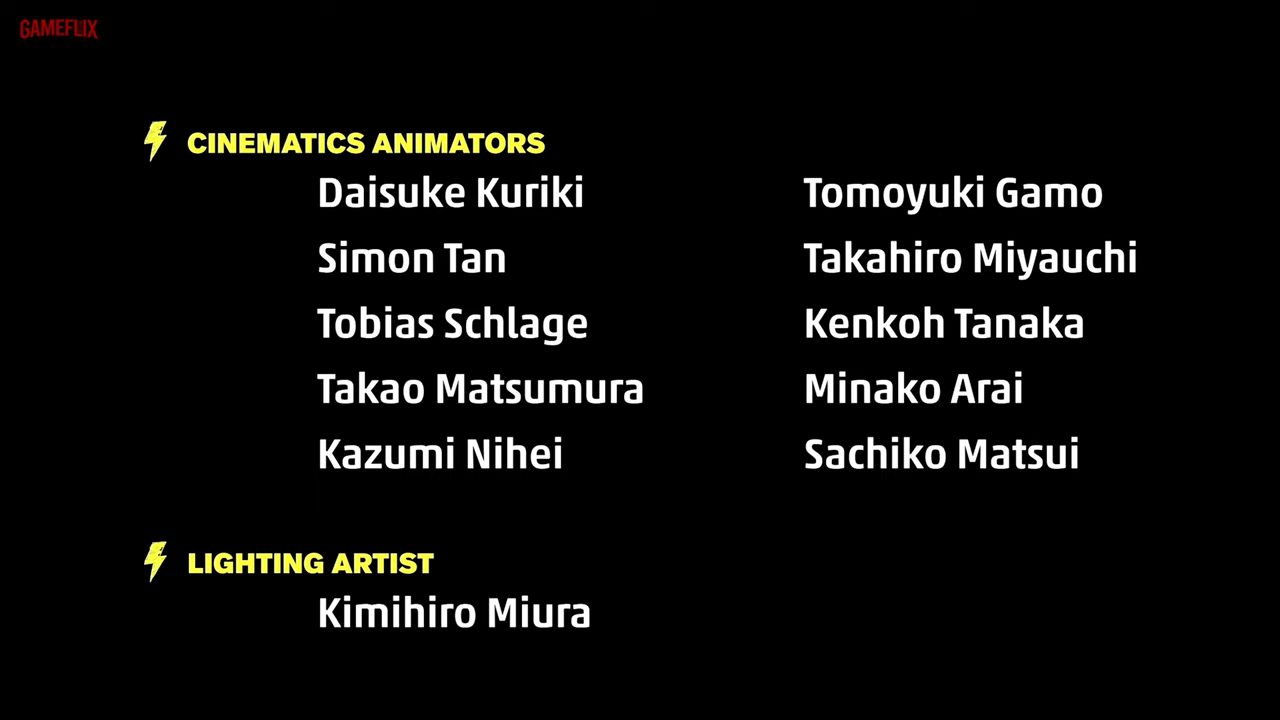 GAMEFLIX
CINEMATICS ANIMATORS
Daisuke Kuriki Tomoyuki Gamo
Simon Tan Takahiro Miyauchi
Tobias Schlage Kenkoh Tanaka
Takao Matsumura Minako Arai
Kazumi Nihei Sachiko Matsui
LIGHTING ARTIST
Kimihiro Miura